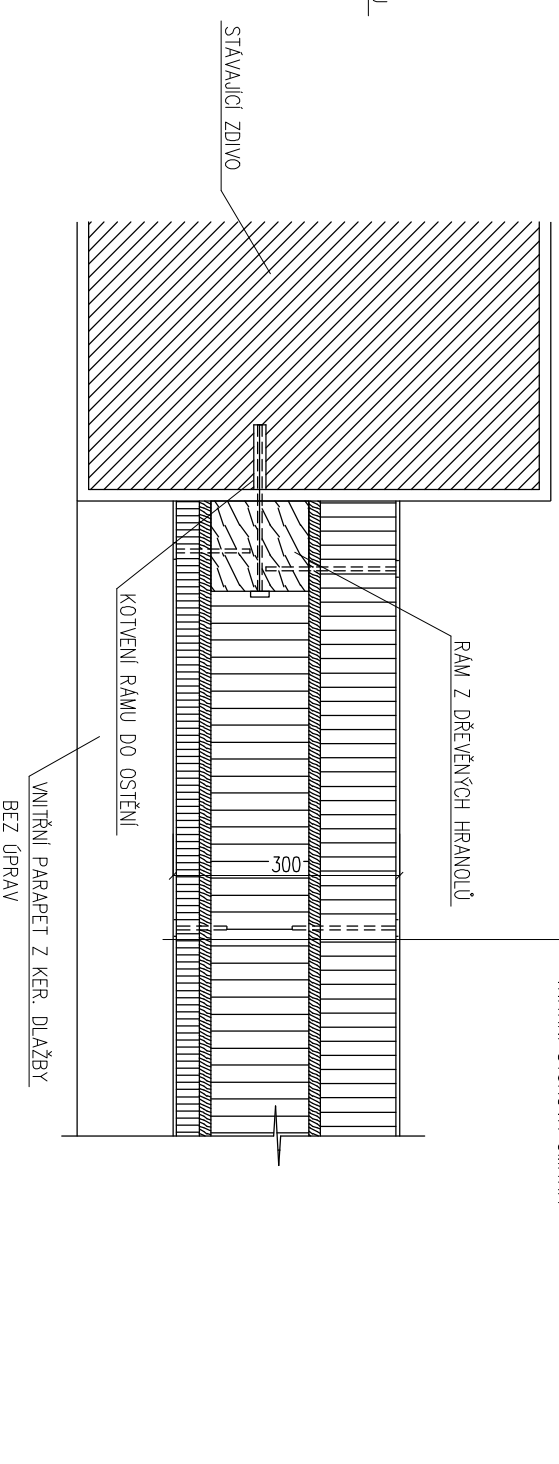 STÁVAJÍCÍ ZDIVO
RÁM Z DŘEVĚNÝCH HRANOLŮ
300
KOTVENÍ RÁMU DO OSTĚNÍ
VNITŘNÍ PARAPET Z KER. DLAŽBY
BEZ ÚPRAV